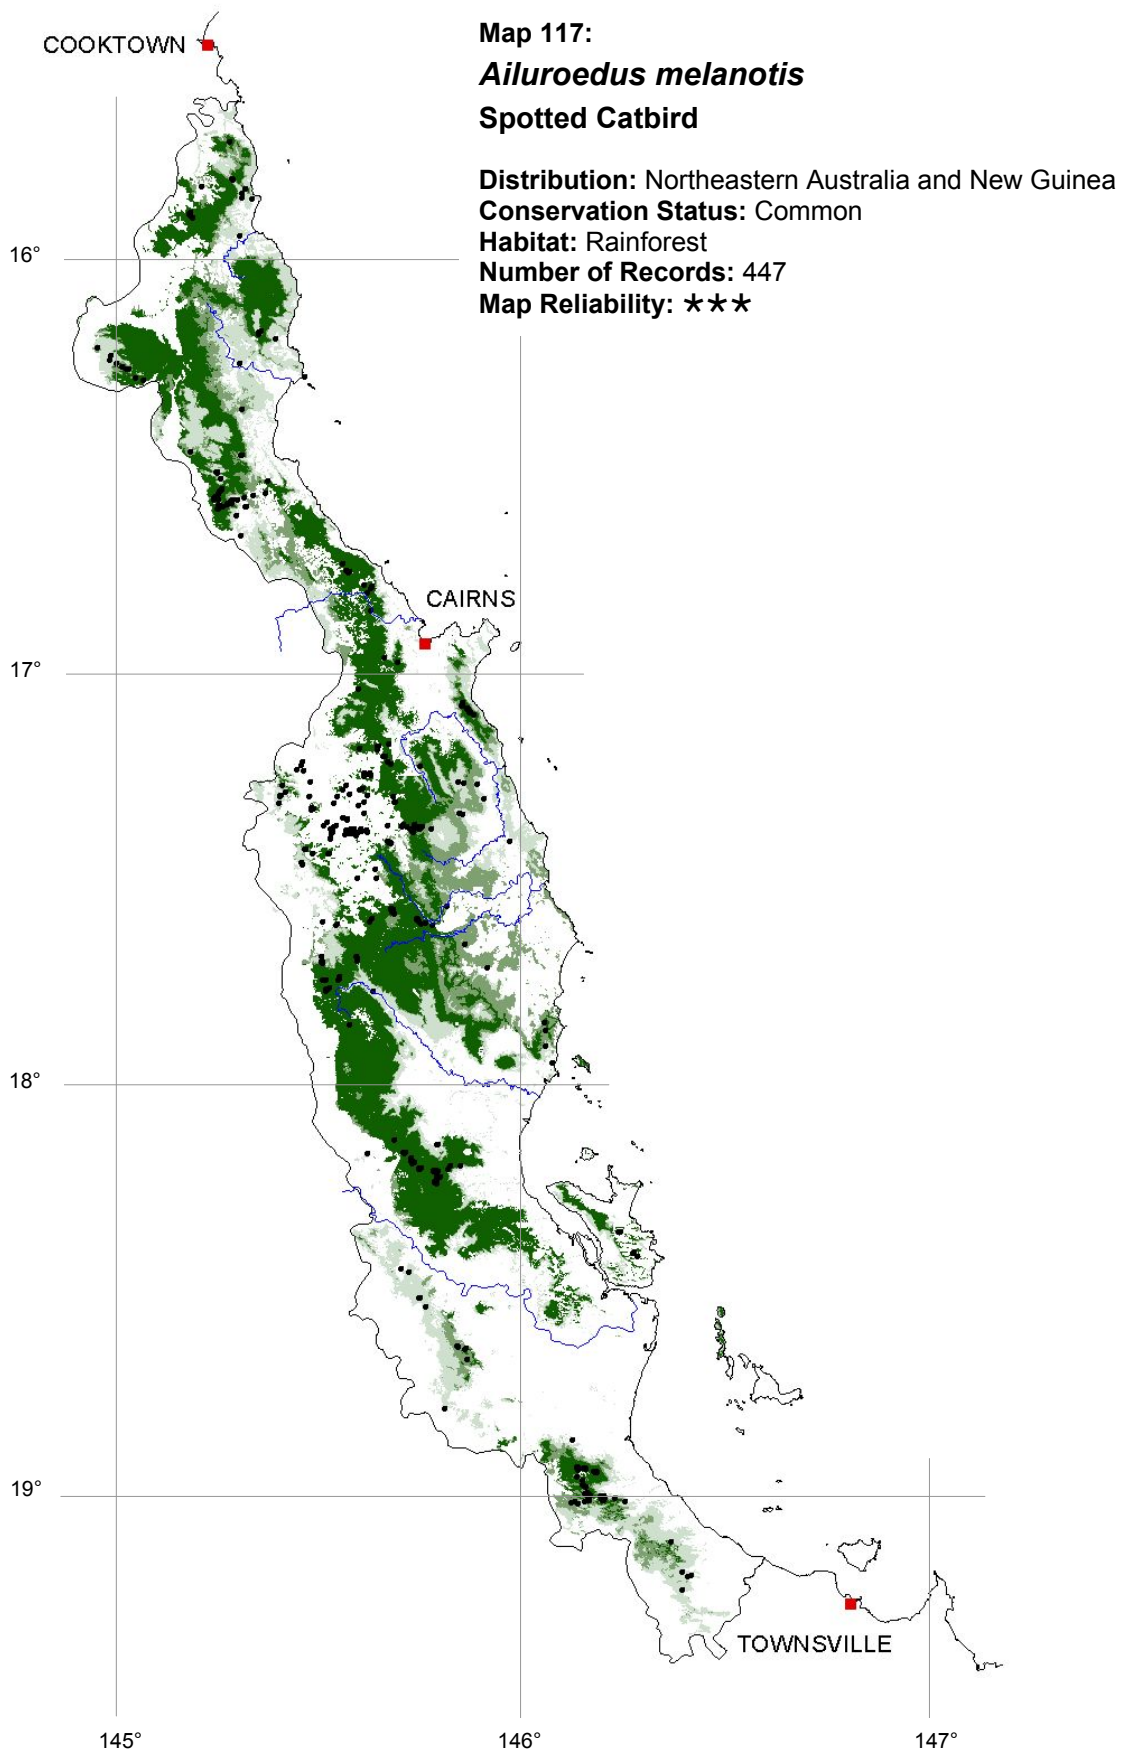 COOKTOWN
Map 117:
Ailuroedus melanotis
Spotted Catbird
Distribution: Northeastern Australia and New Guinea
Conservation Status: Common
Habitat: Rainforest
Number of Records: 447
Map Reliability: ★★★
16°
CAIRNS
17°
18°
19°
TOWNSVILLE
145°
146°
147°